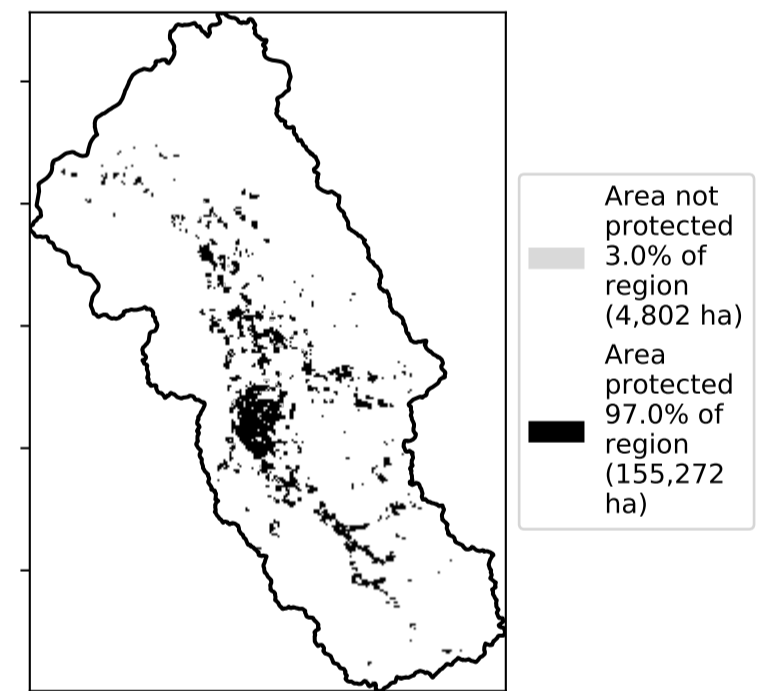 Area not
protected
3.0% of
region
(4,802 ha)
Area
protected
97.0% of
region
(155,272
ha)